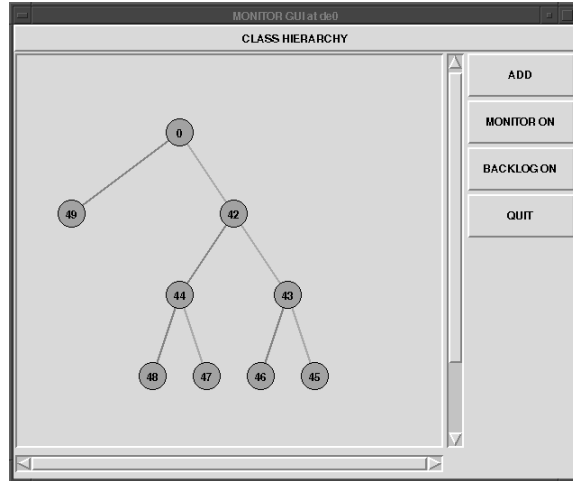 MONITOR GUI at de0
CLASS HIERARCHY
ADD
MONITOR ON
BACKLOG ON
QUIT
0
49
42
44
43
48
47
46
45